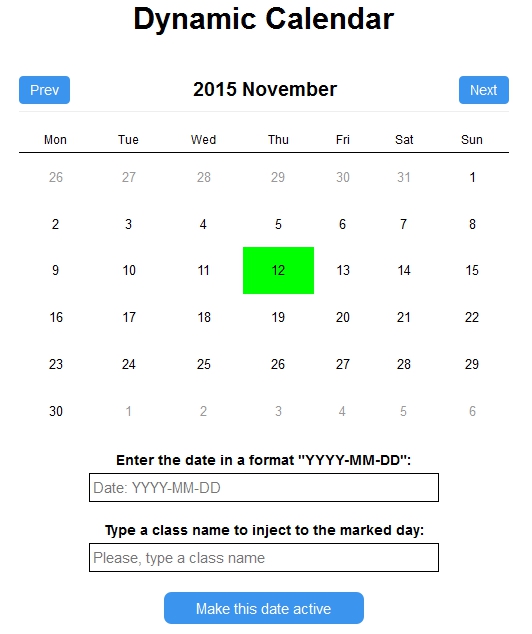 Dynamic Calendar
Prev 2015 November Next
Mon Tue Wed Thu Fri Sat Sun
26 27 28 29 30 31 1
2 3 4 5 6 7 8
9 10 11 12 13 14 15
16 17 18 19 20 21 22
23 24 25 26 27 28 29
30 1 2 3 4 5 6
Enter the date in a format "YYYY-MM-DD":
Date: YYYY-MM-DD
Type a class name to inject to the marked day:
Please, type a class name
Make this date active